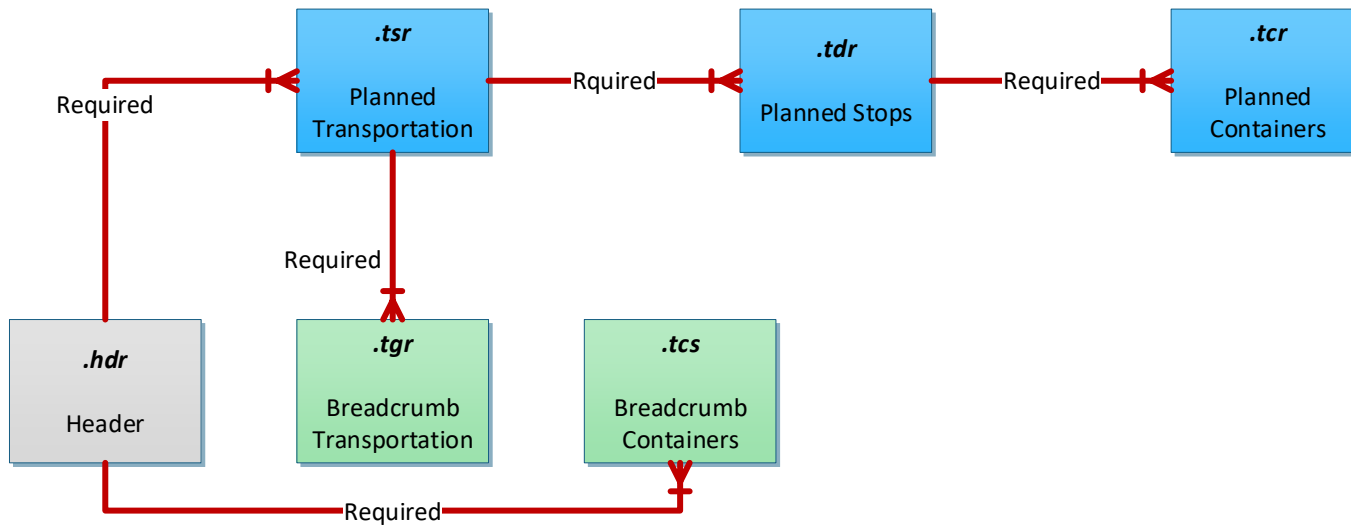 .tsr
Planned
Transportation
Rquired
.tdr
Planned Stops
Required
.tcr
Planned
Containers
Required
Required
.hdr
Header
.tgr
Breadcrumb
Transportation
.tcs
Breadcrumb
Containers
Required